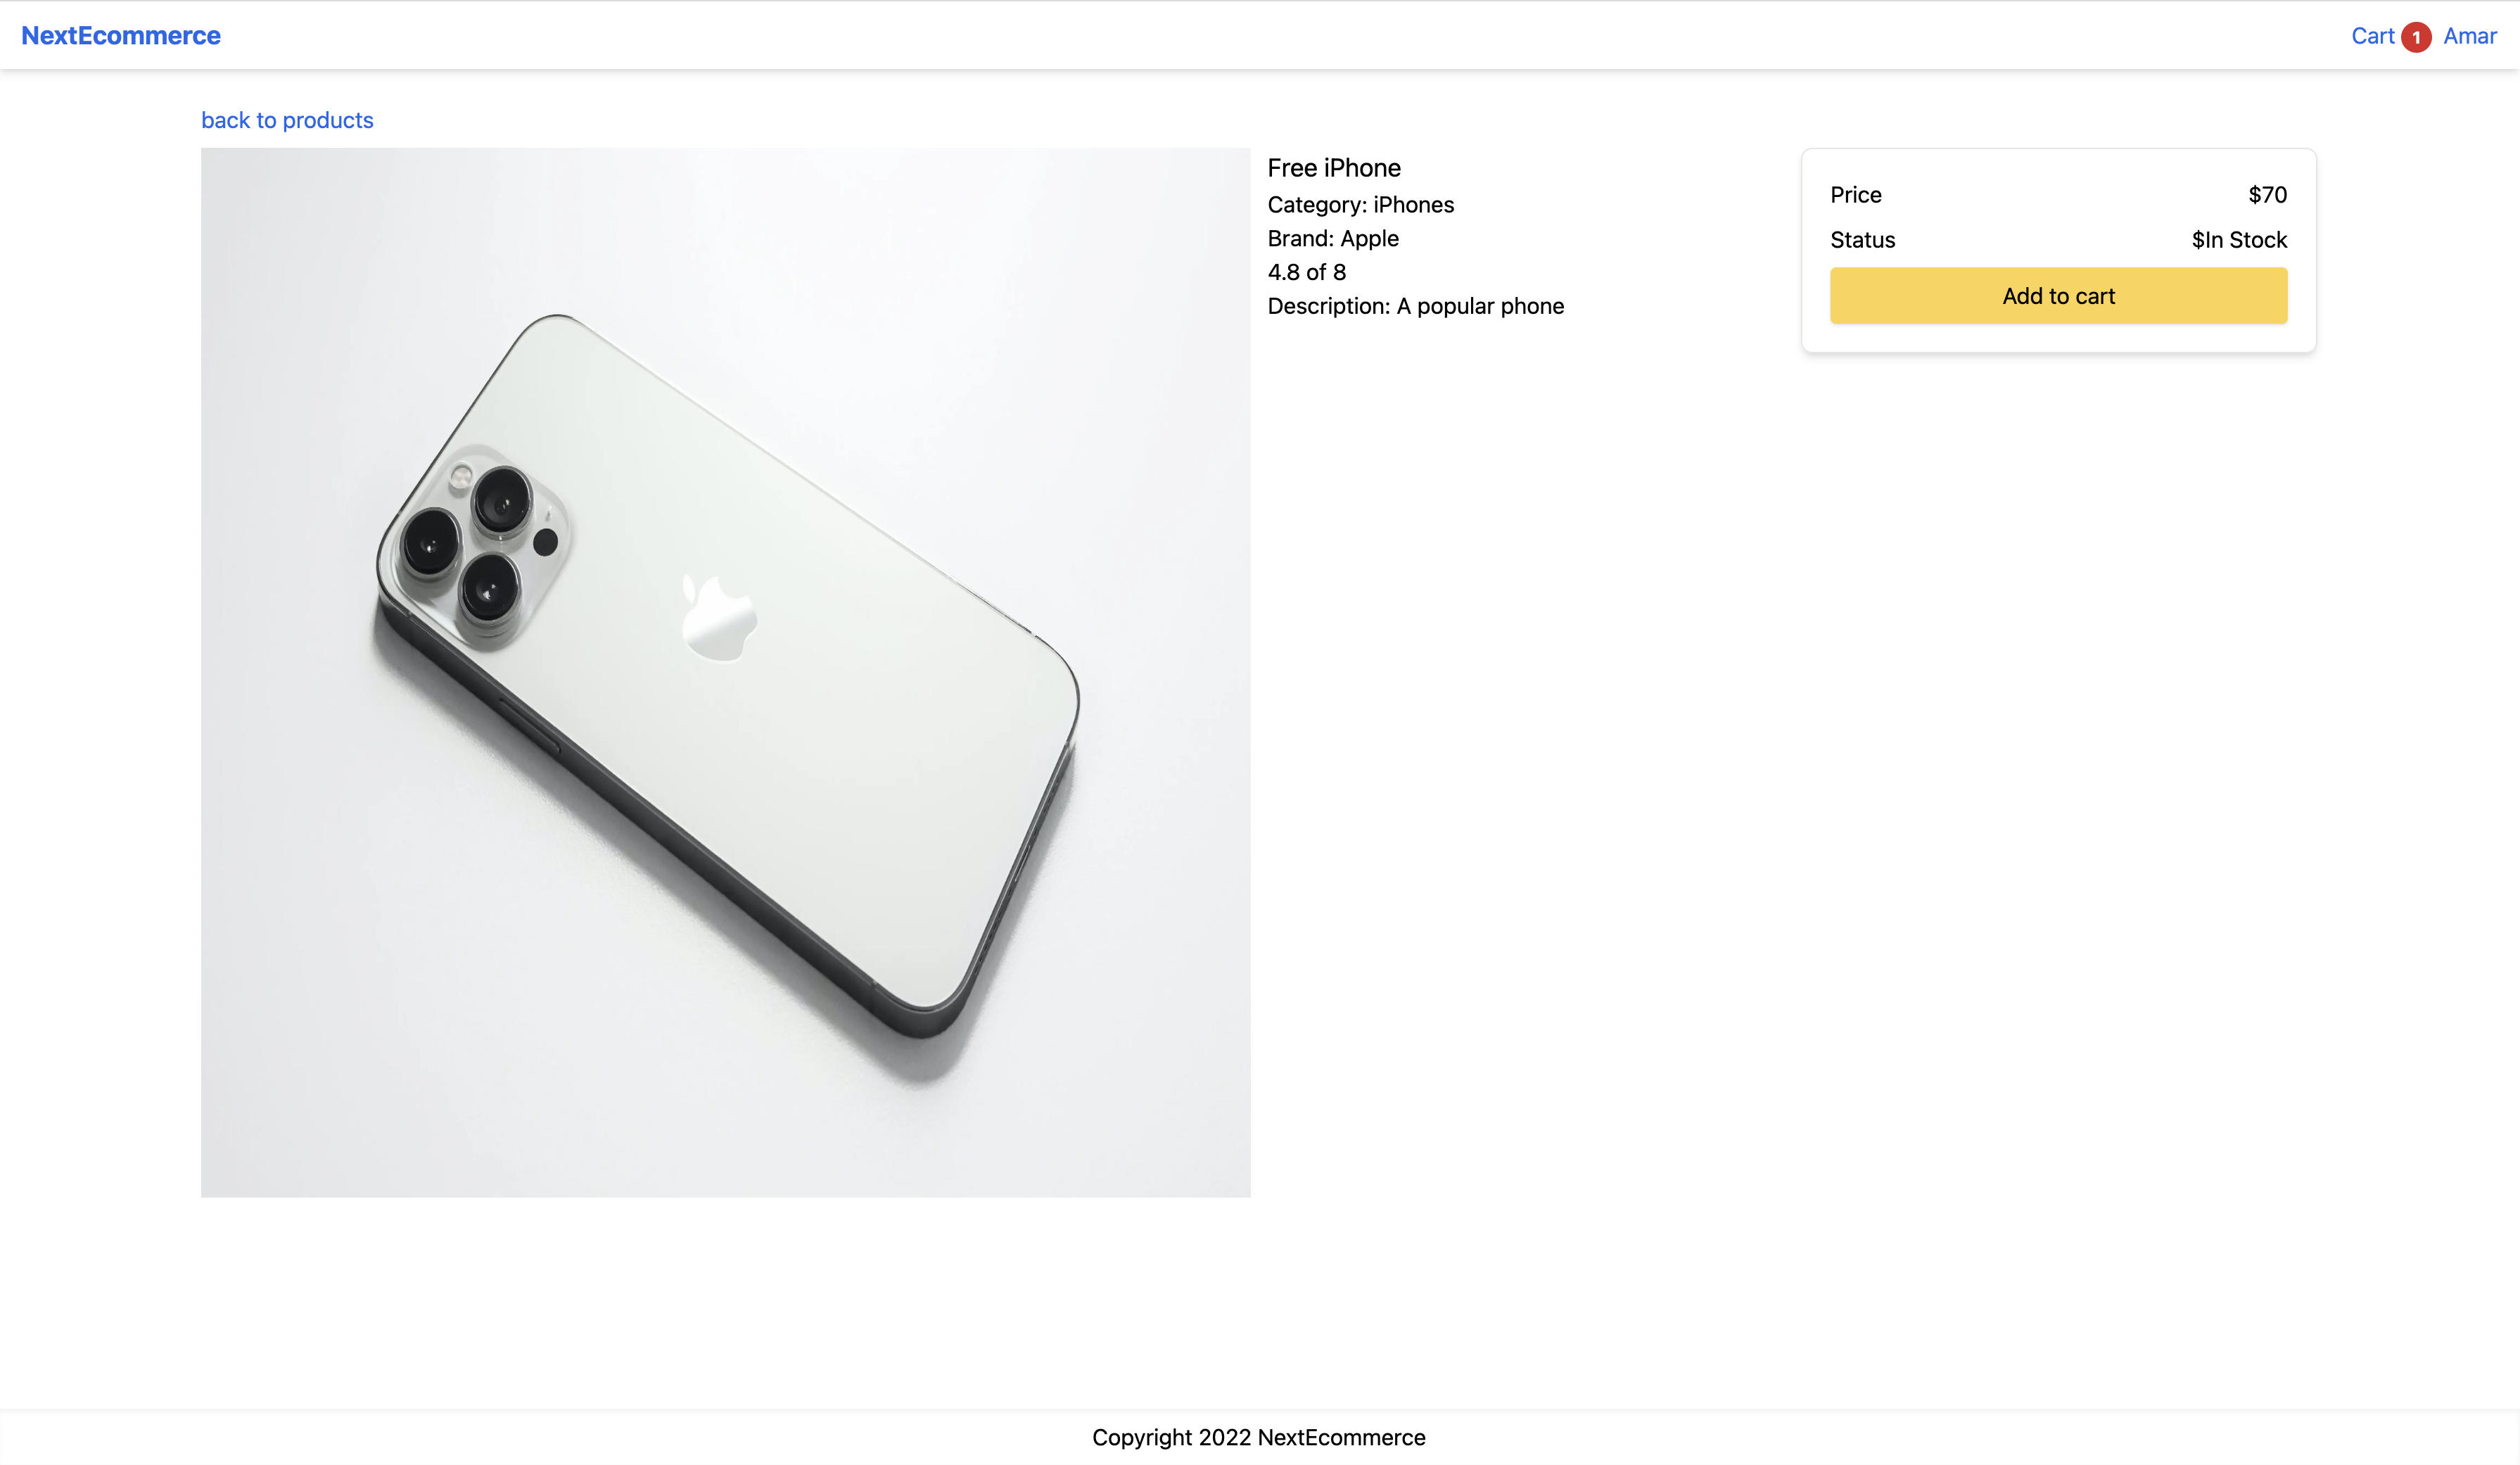 NextEcommerce
Cart 1 Amar
back to products
Free iPhone
Category: iPhones
Brand: Apple
4.8 of 8
Description: A popular phone
Price $70
Status $In Stock
Add to cart
Copyright 2022 NextEcommerce